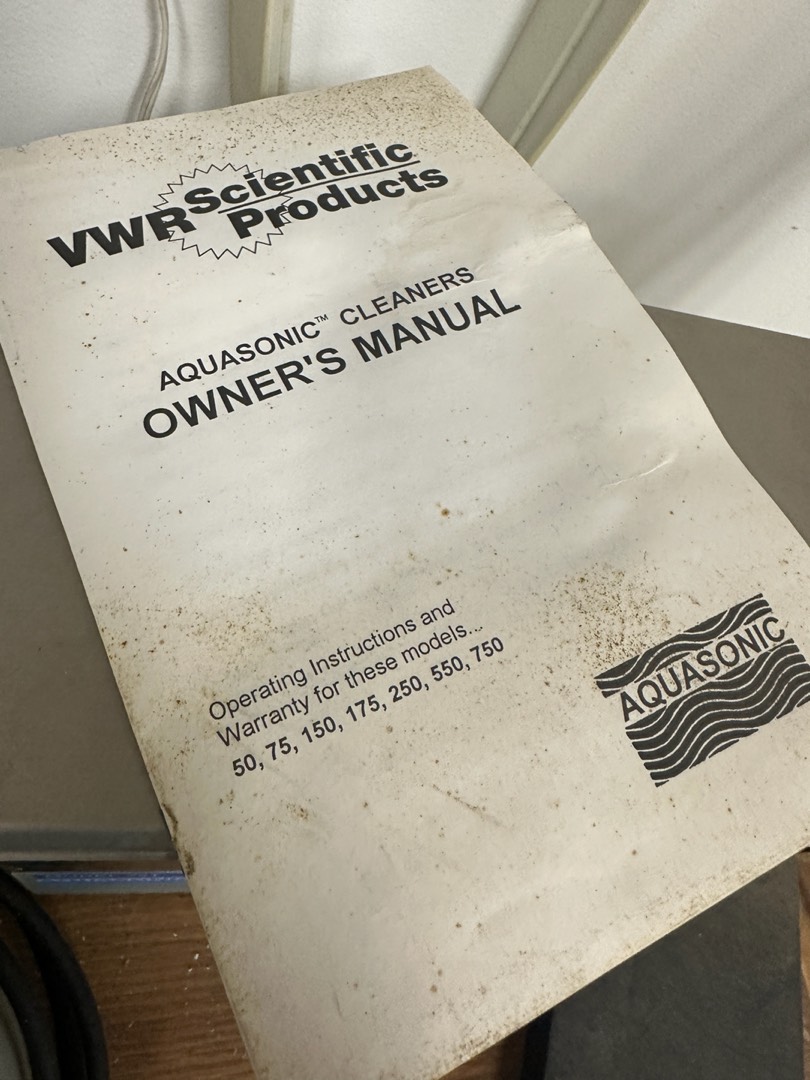 VWR Scientific
Products
AQUASONIC™ CLEANERS
OWNER'S MANUAL
Operating Instructions and
Warranty for these models...
50, 75, 150, 175, 250, 550, 750
AQUASONIC